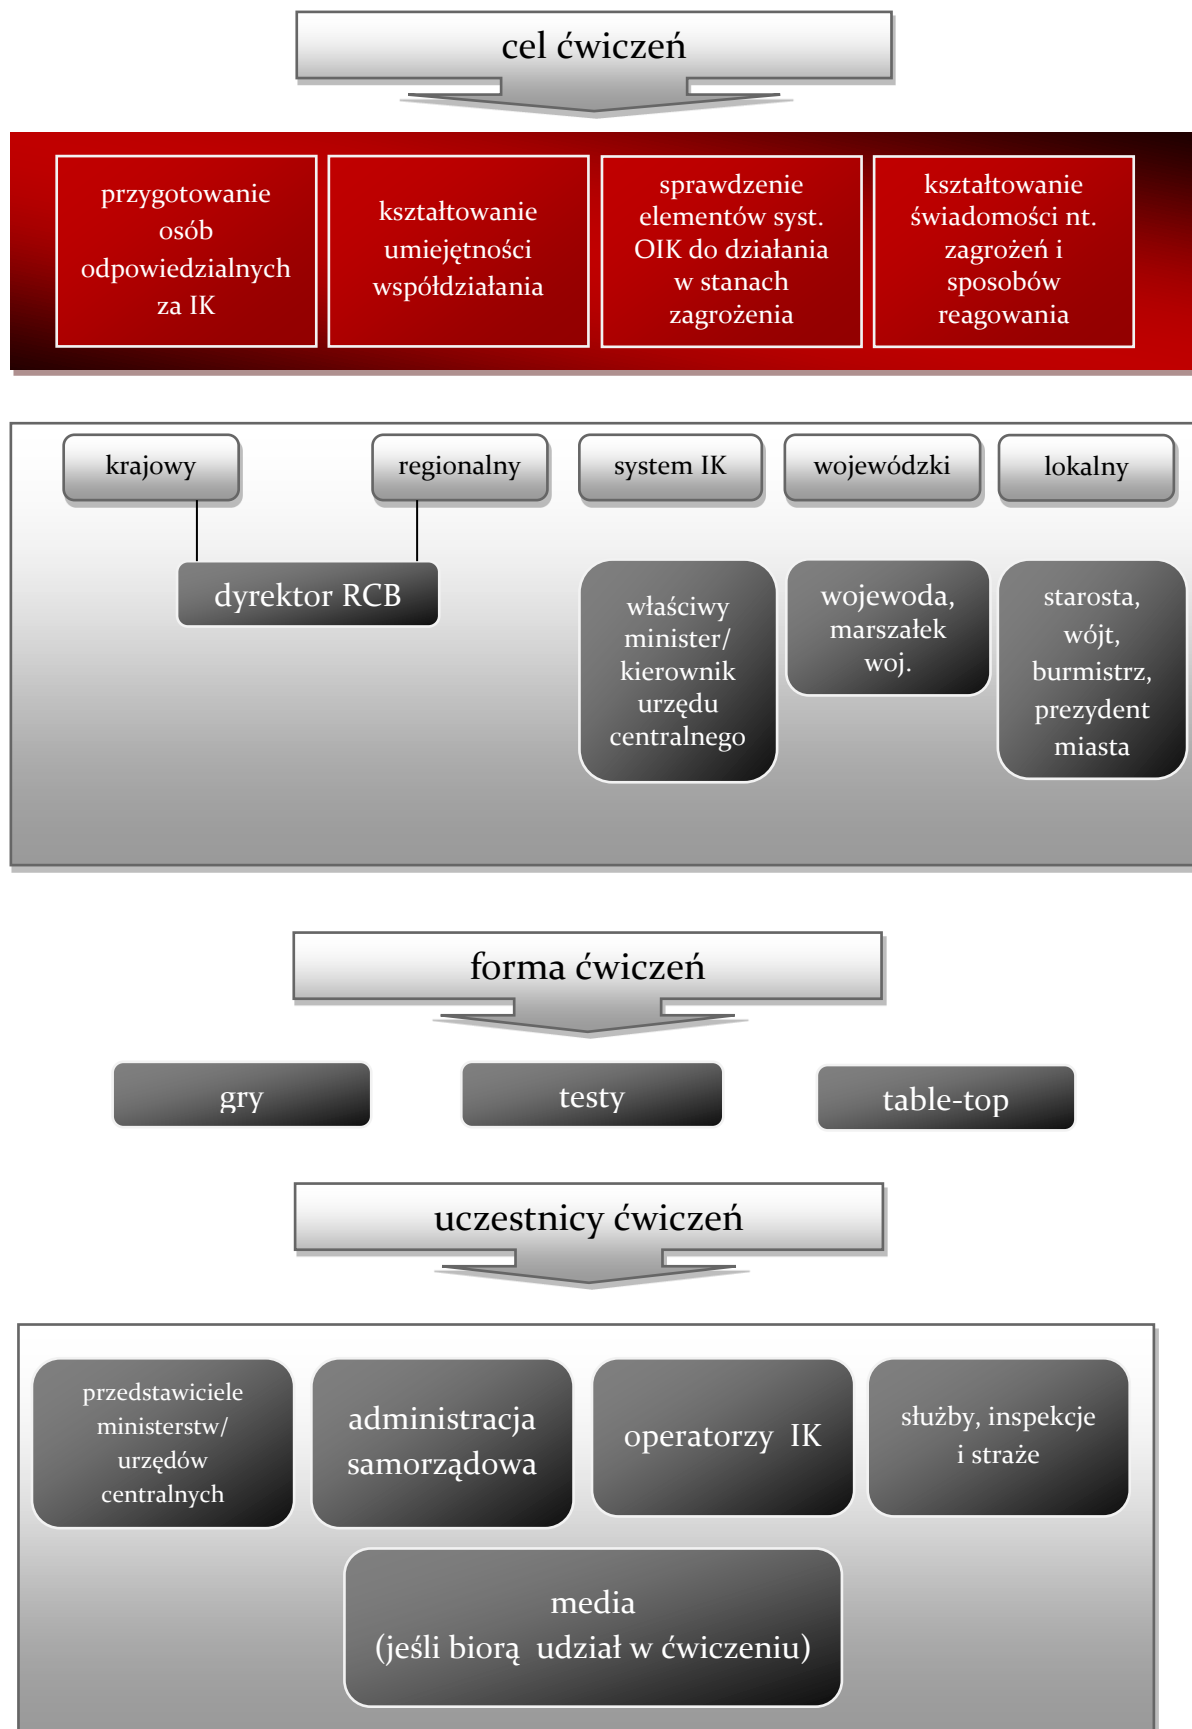 cel ćwiczeń
przygotowanie
osób
odpowiedzialnych
za IK
kształtowanie
umiejętności
współdziałania
sprawdzenie
elementów syst.
OIK do działania
w stanach
zagrożenia
kształtowanie
świadomości nt.
zagrożeń i
sposobów
reagowania
krajowy
regionalny
system IK
wojewódzki
lokalny
dyrektor RCB
właściwy
minister/
kierownik
urzędu
centralnego
wojewoda,
marszałek
woj.
starosta,
wójt,
burmistrz,
prezydent
miasta
forma ćwiczeń
gry
testy
table-top
uczestnicy ćwiczeń
przedstawiciele
ministerstw/
urzędów
centralnych
administracja
samorządowa
operatorzy IK
służby, inspekcje
i straże
media
(jeśli biorą udział w ćwiczeniu)